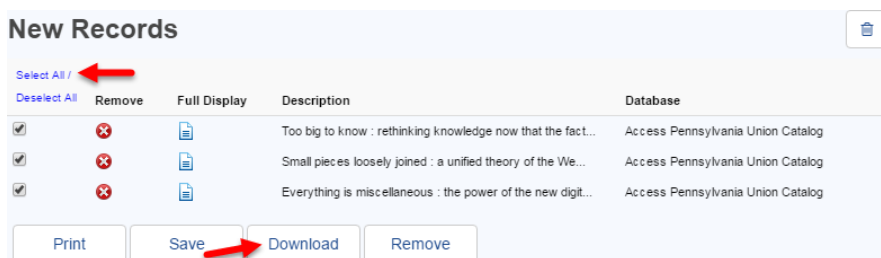 New Records
Select All /
Deselect All Remove Full Display Description Database
Too big to know : rethinking knowledge now that the fact... Access Pennsylvania Union Catalog
Small pieces loosely joined : a unified theory of the We... Access Pennsylvania Union Catalog
Everything is miscellaneous : the power of the new digit... Access Pennsylvania Union Catalog
Print Save Download Remove